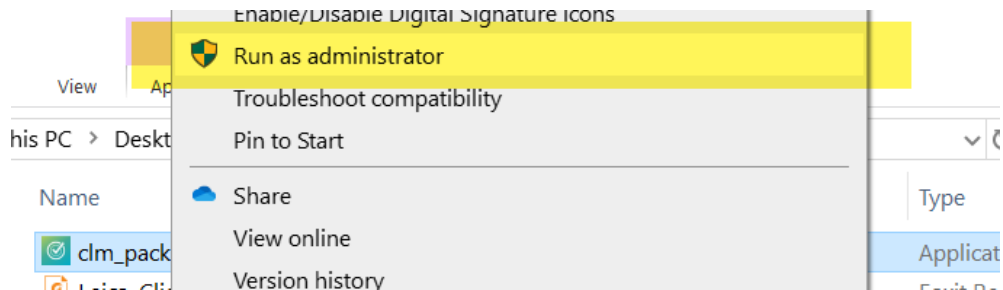 Enable/Disable Digital Signature Icons
Run as administrator
View
Ap
Troubleshoot compatibility
his PC > Deskt
Pin to Start
Name
Share
Type
View online
clm_pack
Applicat
Version history